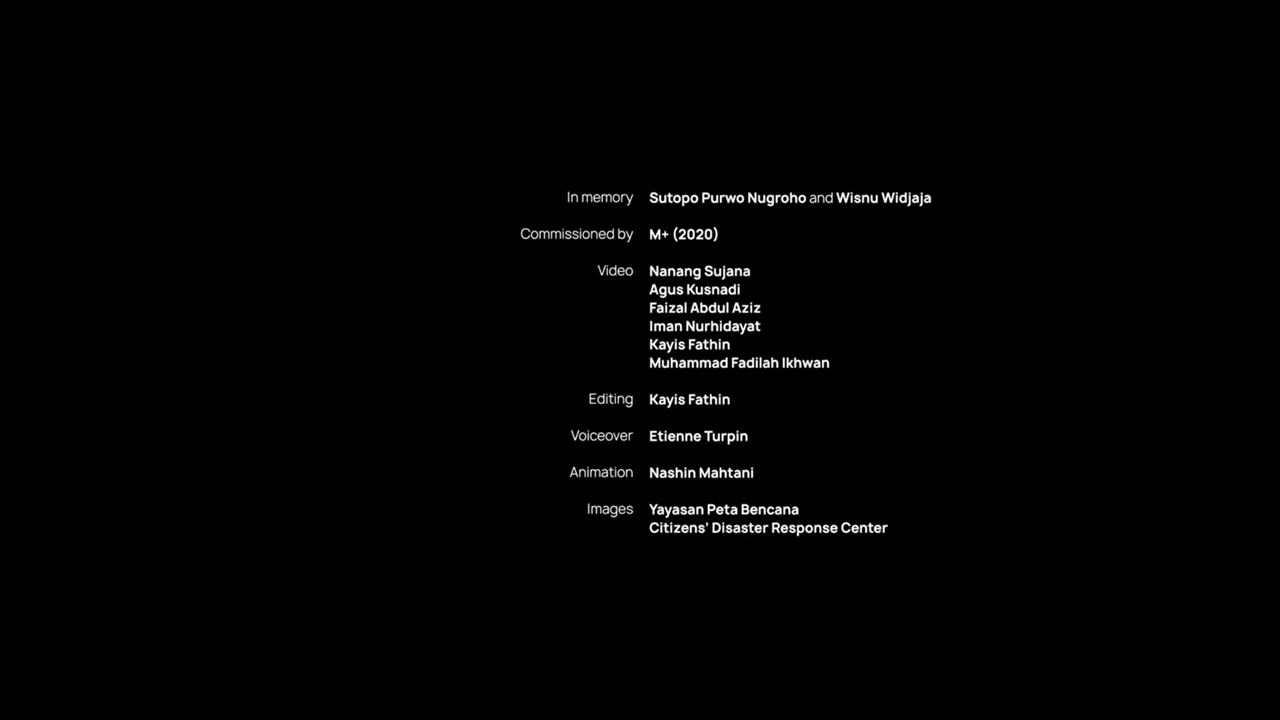 In memory Sutopo Purwo Nugroho and Wisnu Widjaja
Commissioned by M+ (2020)
Video Nanang Sujana
Agus Kusnadi
Faizal Abdul Aziz
Iman Nurhidayat
Kayis Fathin
Muhammad Fadilah Ikhwan
Editing Kayis Fathin
Voiceover Etienne Turpin
Animation Nashin Mahtani
Images Yayasan Peta Bencana
Citizens' Disaster Response Center